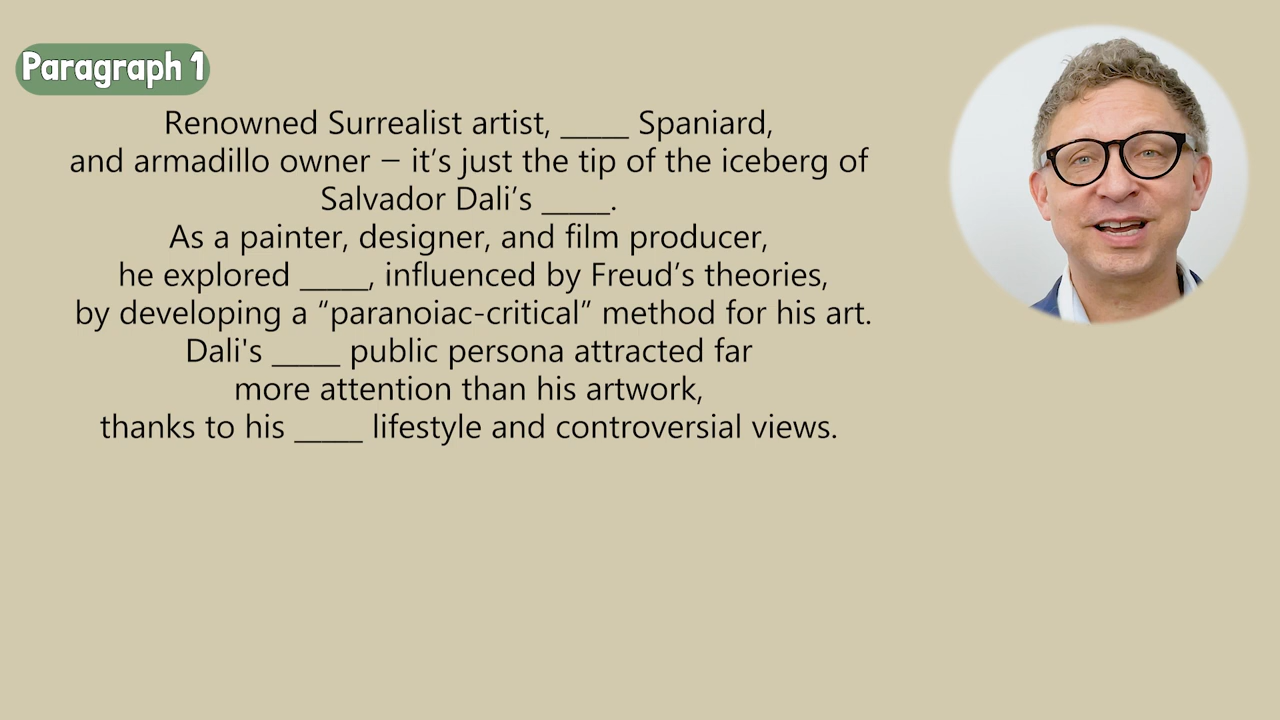 Paragraph 1
Renowned Surrealist artist, _____ Spaniard,
and armadillo owner – it’s just the tip of the iceberg of
Salvador Dali’s _____.
As a painter, designer, and film producer,
he explored _____, influenced by Freud’s theories,
by developing a “paranoiac-critical” method for his art.
Dali's _____ public persona attracted far
more attention than his artwork,
thanks to his _____ lifestyle and controversial views.